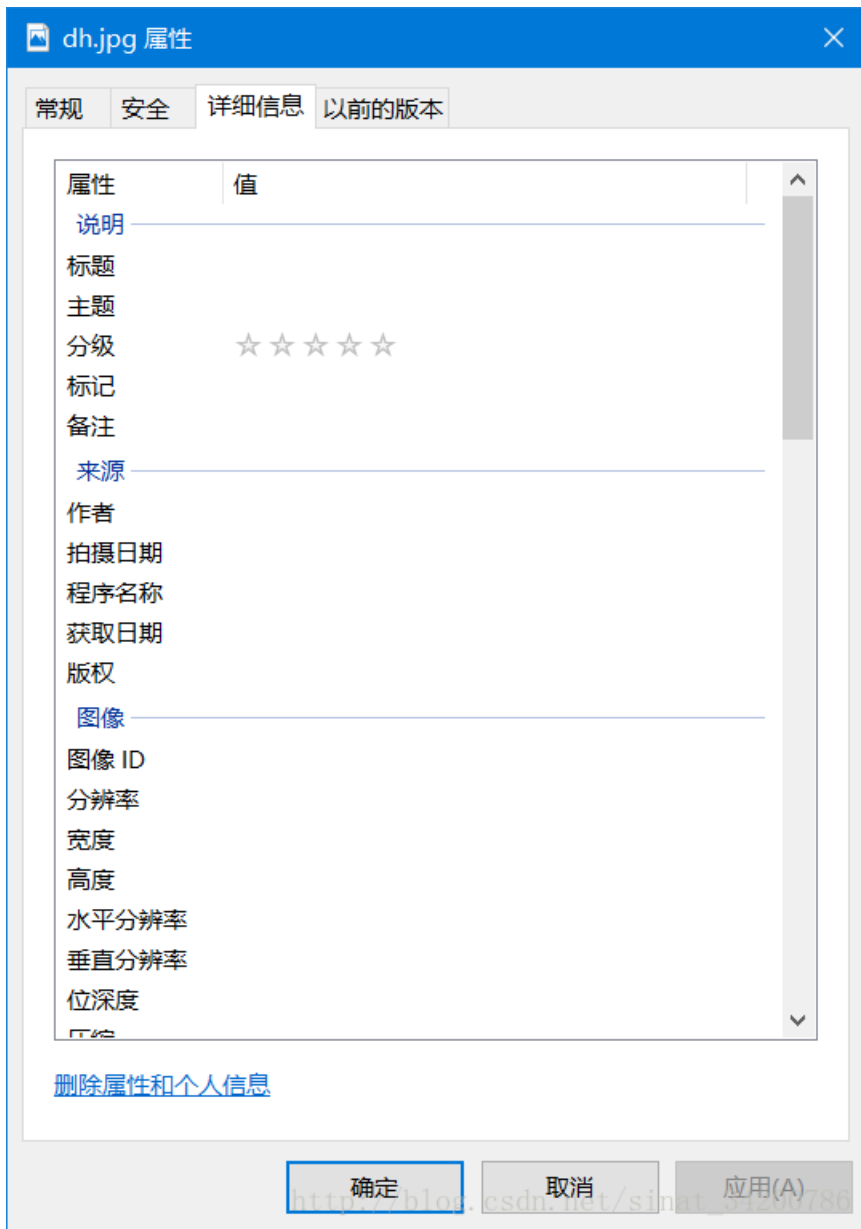 dh.jpg 属性
常规 安全 详细信息 以前的版本
属性 值
说明
标题
主题
分级
标记
备注
来源
作者
拍摄日期
程序名称
获取日期
版权
图像
图像 ID
分辨率
宽度
高度
水平分辨率
垂直分辨率
位深度
压缩
删除属性和个人信息
确定 取消 应用(A)
http://blog.csdn.net/sinat_34200786